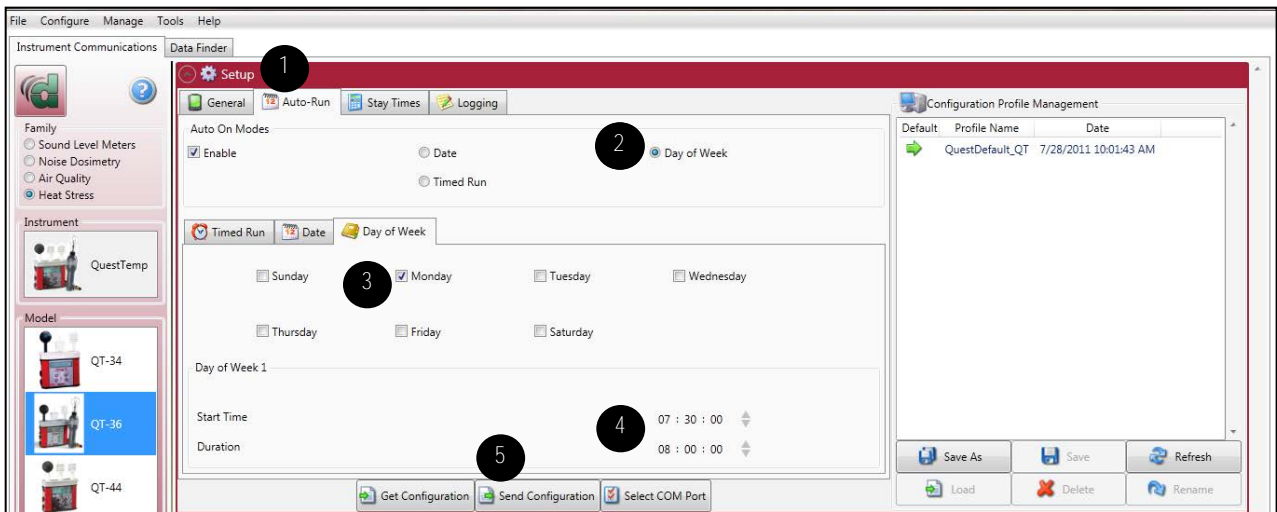 File Configure Manage Tools Help
Instrument Communications Data Finder
1
Setup
General 12 Auto-Run Stay Times Logging
Configuration Profile Management
Family
Sound Level Meters
Noise Dosimetry
Air Quality
Heat Stress
Auto On Modes
Enable Date 2 Day of Week
Timed Run
Default Profile Name Date
QuestDefault_QT 7/28/2011 10:01:43 AM
Instrument
QuestTemp
Timed Run 12 Date Day of Week
Sunday 3 Monday Tuesday Wednesday
Thursday Friday Saturday
Model
QT-34
QT-36
QT-44
Day of Week 1
Start Time 4 07 : 30 : 00
Duration 08 : 00 : 00
5
Get Configuration Send Configuration Select COM Port
Save As Save Refresh
Load Delete Rename